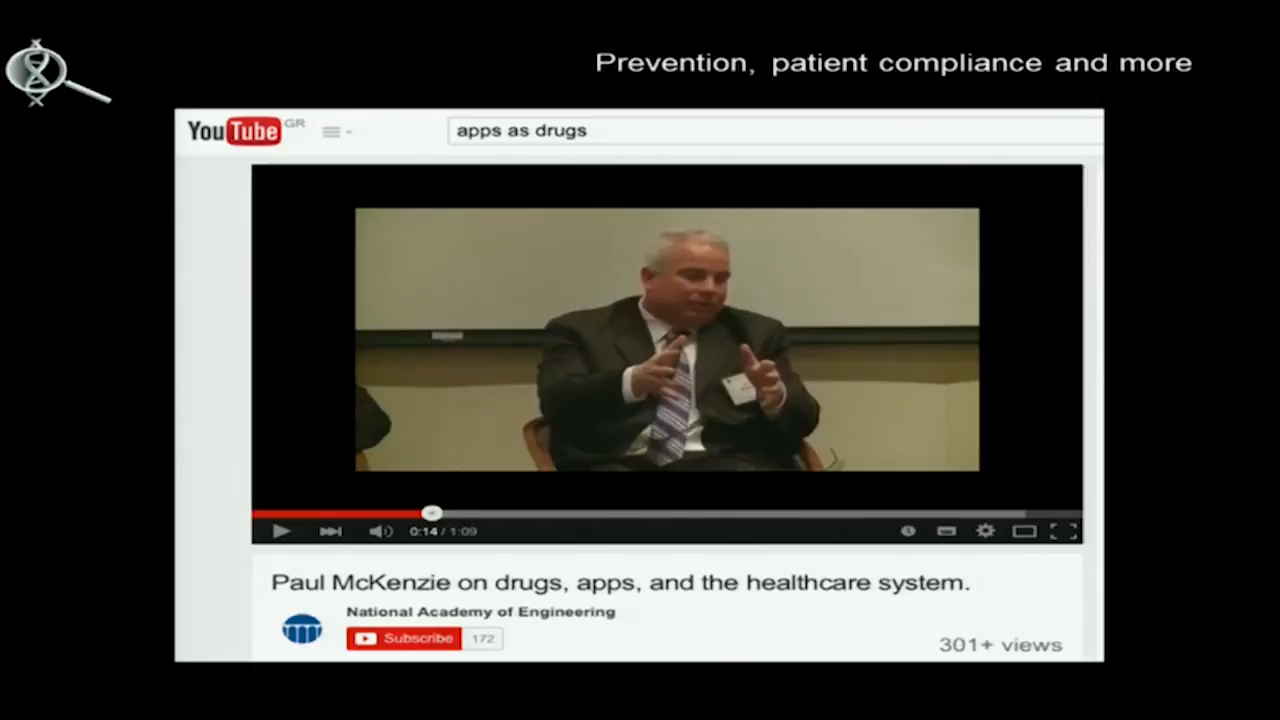 Prevention, patient compliance and more
YouTube GR
apps as drugs
0:14 / 1:09
Paul McKenzie on drugs, apps, and the healthcare system.
National Academy of Engineering
Subscribe 172
301+ views